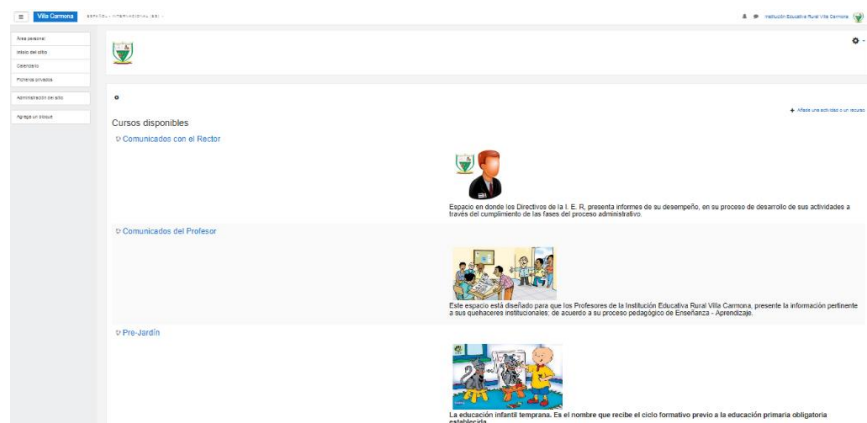 Villa Carmona
ESPAÑOL - INTERNACIONAL (ES)
Institución Educativa Rural Villa Carmona
Área personal
Inicio del sitio
Calendario
Ficheros privados
Administración del sitio
Agregar un bloque
Añade una actividad o un recurso
Cursos disponibles
Comunicados con el Rector
Espacio en donde los Directivos de la I. E. R, presenta informes de su desempeño, en su proceso de desarrollo de sus actividades a
través del cumplimiento de las fases del proceso administrativo.
Comunicados del Profesor
Este espacio está diseñado para que los Profesores de la Institución Educativa Rural Villa Carmona, presente la información pertinente
a sus quehaceres institucionales; de acuerdo a su proceso pedagógico de Enseñanza - Aprendizaje.
Pre-Jardín
La educación infantil temprana. Es el nombre que recibe el ciclo formativo previo a la educación primaria obligatoria
establecida